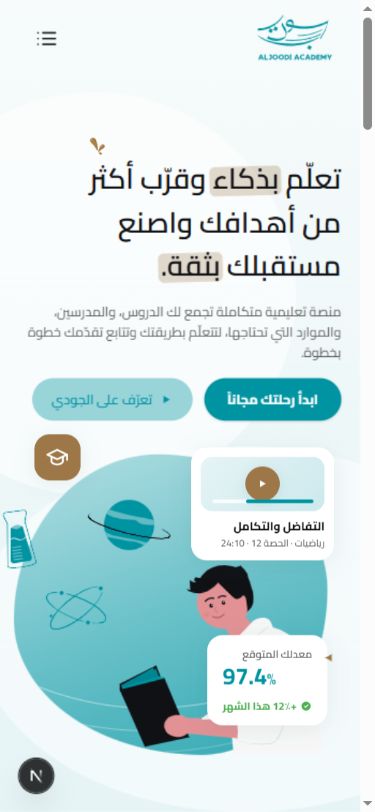 ALJOODI ACADEMY
تعلّم بذكاء وقرّب أكثر
من أهدافك واصنع
مستقبلك بثقة.
منصة تعليمية متكاملة تجمع لك الدروس، والمدرسين،
والموارد التي تحتاجها، لتتعلّم بطريقتك وتتابع تقدّمك خطوة
بخطوة.
ابدأ رحلتك مجاناً
تعرّف على الجودي
التفاضل والتكامل
رياضيات · الحصة 12 · 24:10
معدلك المتوقع
97.4%
+12٪ هذا الشهر
N